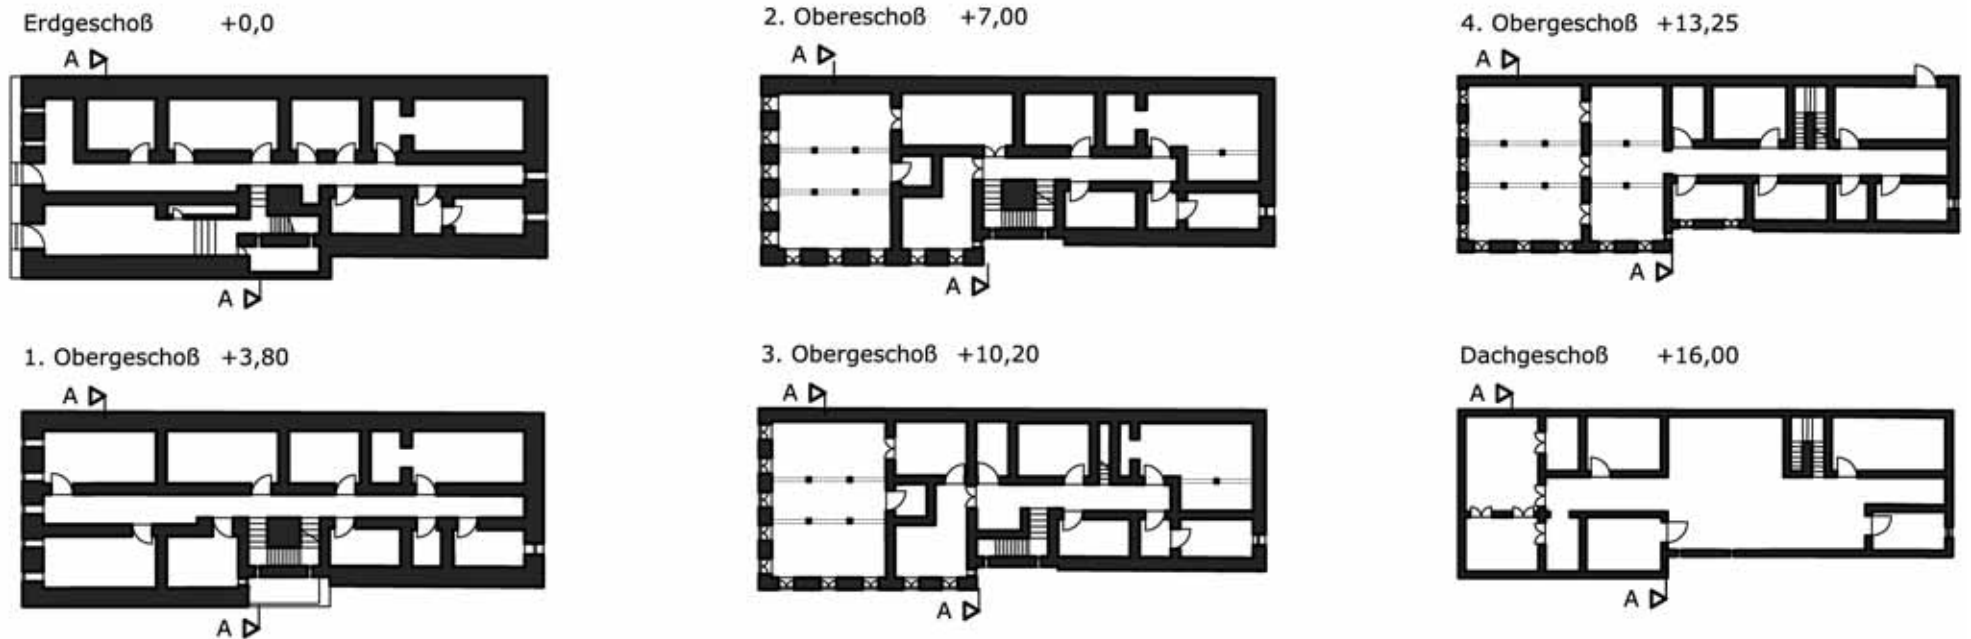 Erdgeschoß +0,0
A
A
2. Obereschoß +7,00
A
A
4. Obergeschoß +13,25
A
A
1. Obergeschoß +3,80
A
A
3. Obergeschoß +10,20
A
A
Dachgeschoß +16,00
A
A